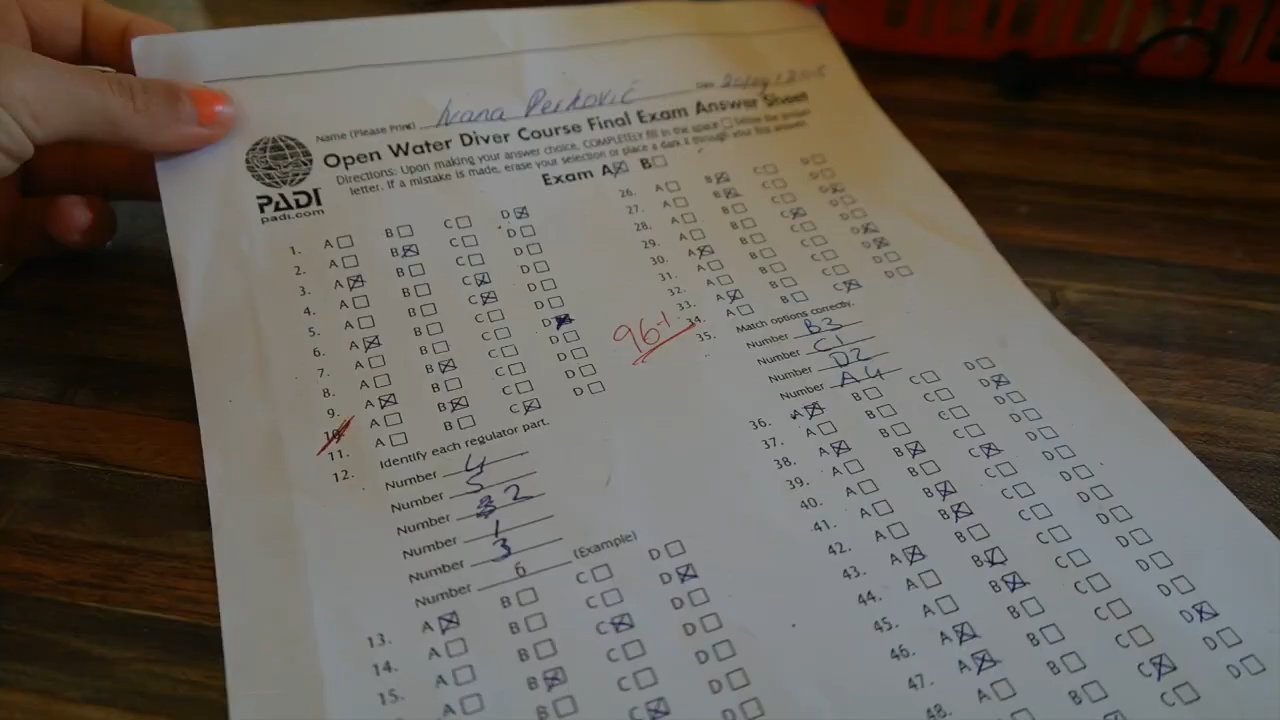 Name (Please Print) Ivana Perković Date
Open Water Diver Course Final Exam Answer Sheet
Directions: Upon making your answer choice, COMPLETELY fill in the space □ below the proper
letter. If a mistake is made, erase your selection or place a dark X through your first answer.
PADI
padi.com
Exam A☒ B□
1. A□ B□ C□ D☒
2. A□ B☒ C□ D□
3. A☒ B□ C□ D□
4. A□ B□ C☒ D□
5. A□ B□ C☒ D□
6. A☒ B□ C□ D☒
7. A□ B□ C□ D□
8. A□ B☒ C□ D□
9. A☒ B□ C□ D□
10. A□ B☒ C☒ D□
11. A□ B□
12. Identify each regulator part.
Number 4
Number 5
Number 2
Number 1
Number 3
Number 6 (Example)
13. A☒ B□ C□ D□
14. A□ B□ C□ D☒
15. A□ B□ C☒ D□
A□ B☒ C□ D□
B□ C☒ D□
96-1
26. A□ B☒ C□ D□
27. A□ B☒ C□ D□
28. A□ B□ C□ D☒
29. A□ B□ C☒ D□
30. A☒ B□ C□ D□
31. A□ B□ C□ D☒
32. A□ B□ C□ D☒
33. A☒ B□ C□ D□
34. A□ B□ C☒ D□
35. Match options correctly.
Number B3
Number C1
Number D2
Number A4
36. A☒ B□ C□ D□
37. A□ B□ C□ D☒
38. A☒ B□ C□ D□
39. A□ B☒ C□ D□
40. A□ B□ C☒ D□
41. A□ B☒ C□ D□
42. A□ B☒ C□ D□
43. A☒ B□ C□ D□
44. A□ B☒ C□ D□
45. A□ B☒ C□ D□
46. A☒ B□ C□ D□
47. A☒ B□ C□ D☒
48. A□ B□ C☒ D□
C□ D□